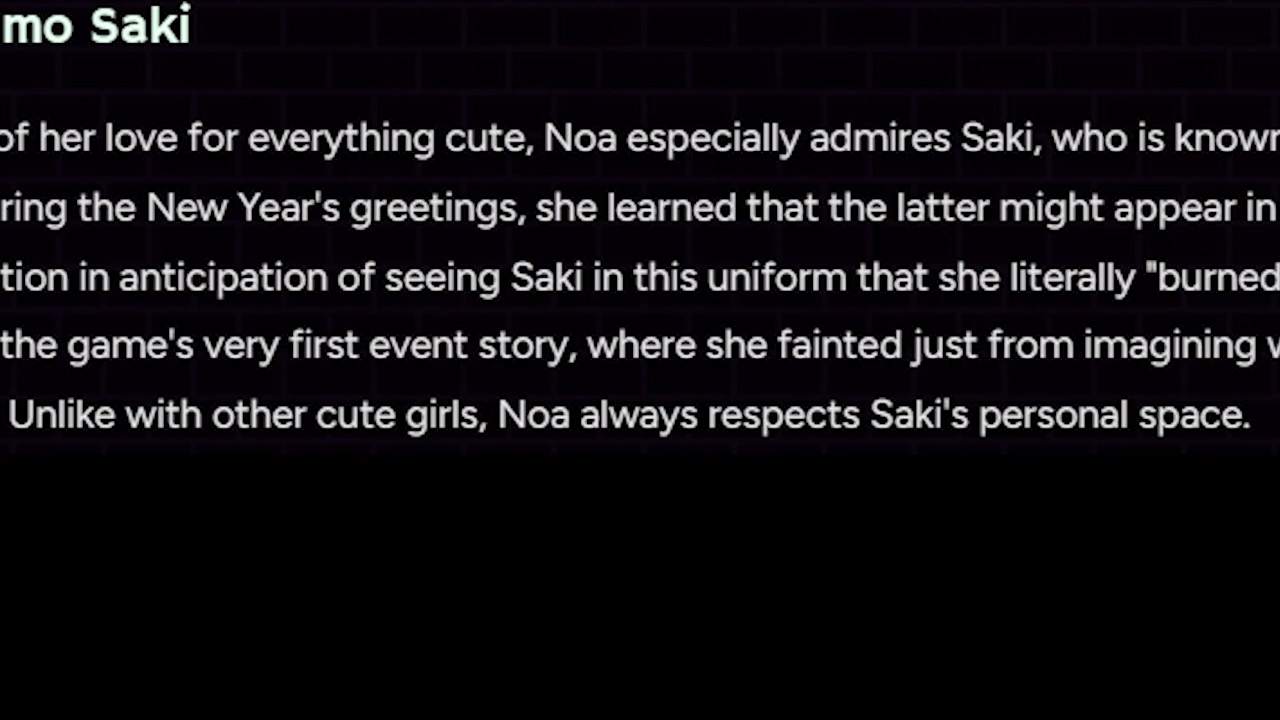 mo Saki
of her love for everything cute, Noa especially admires Saki, who is known
ring the New Year's greetings, she learned that the latter might appear in
tion in anticipation of seeing Saki in this uniform that she literally "burned
the game's very first event story, where she fainted just from imagining
Unlike with other cute girls, Noa always respects Saki's personal space.